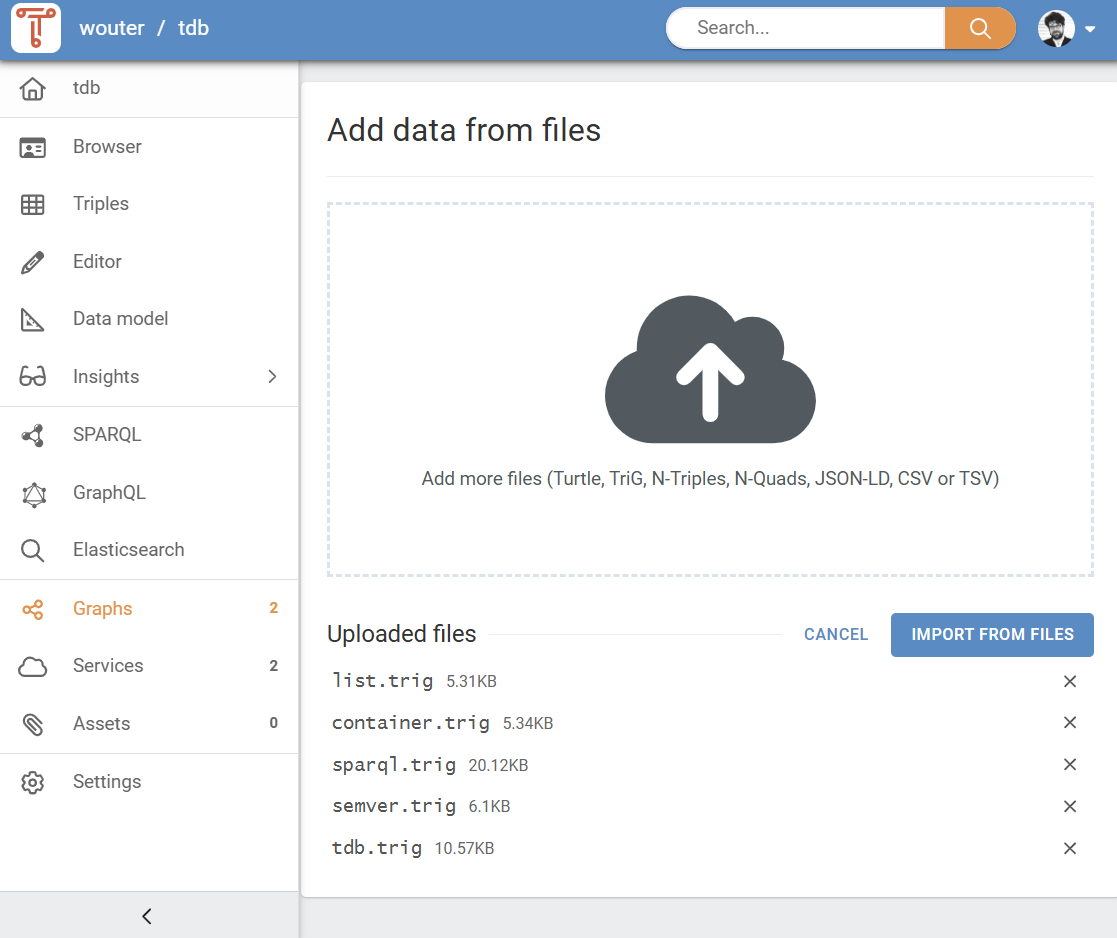 wouter / tdb
Search...
tdb
Browser
Triples
Editor
Data model
Insights
SPARQL
GraphQL
Elasticsearch
Graphs 2
Services 2
Assets 0
Settings
Add data from files
Add more files (Turtle, TriG, N-Triples, N-Quads, JSON-LD, CSV or TSV)
Uploaded files CANCEL IMPORT FROM FILES
list.trig 5.31KB
container.trig 5.34KB
sparql.trig 20.12KB
semver.trig 6.1KB
tdb.trig 10.57KB